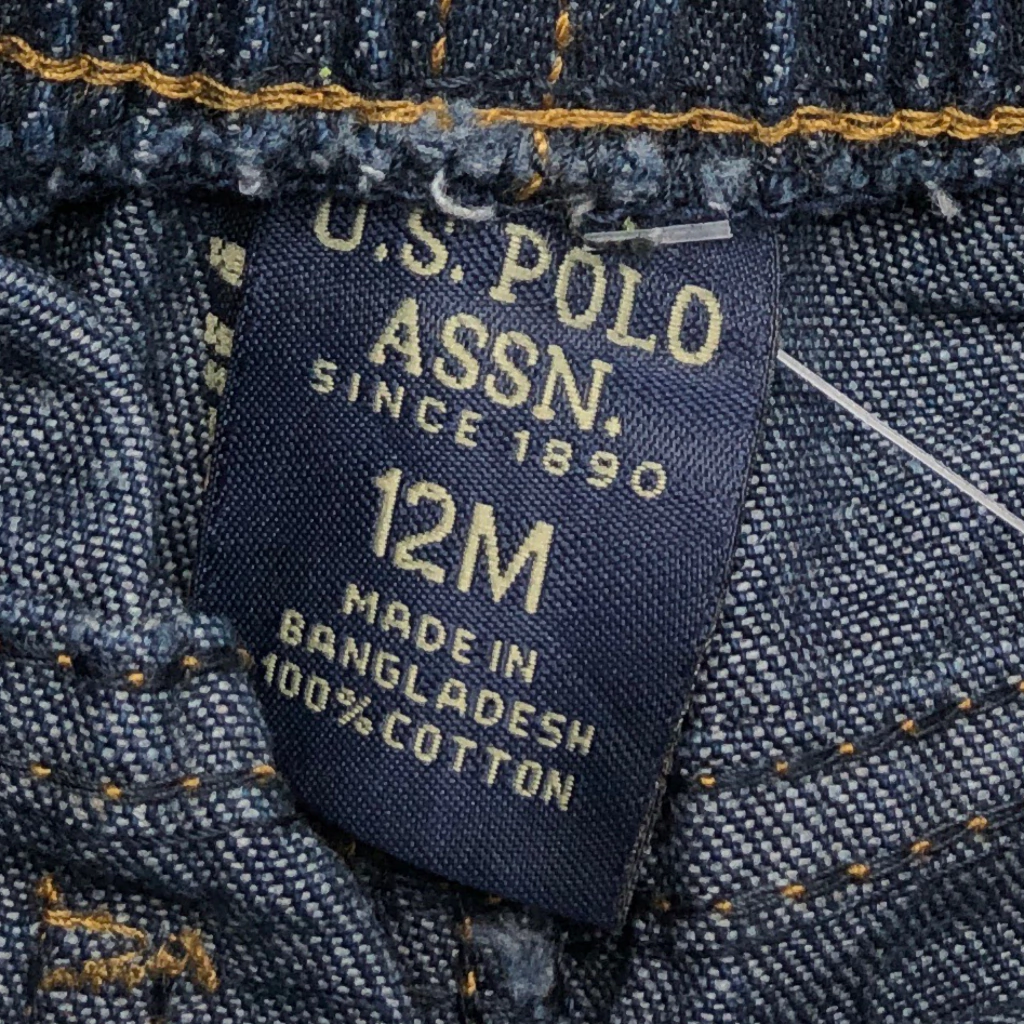 U.S. POLO
ASSN.
SINCE 1890
12M
MADE IN
BANGLADESH
100% COTTON